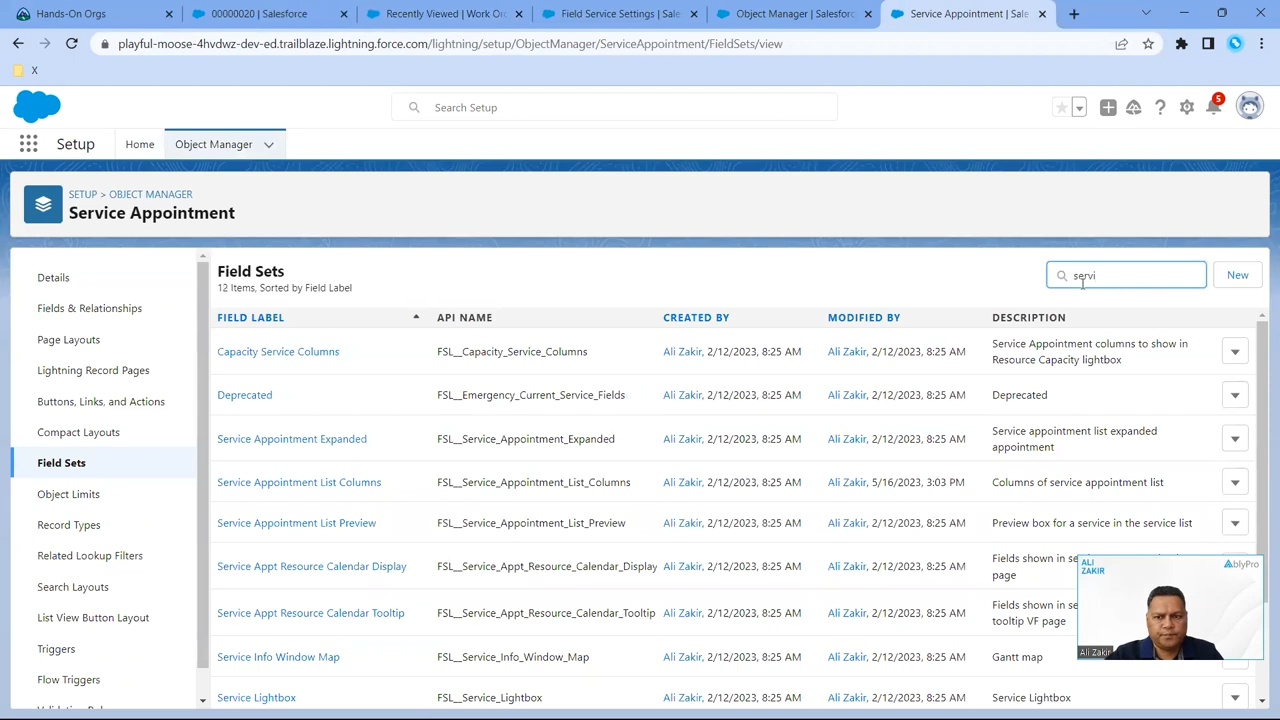 Hands-On Orgs
00000020 | Salesforce
Recently Viewed | Work Or
Field Service Settings | Sales
Object Manager | Salesforc
Service Appointment | Sale
playful-moose-4hvdwz-dev-ed.trailblaze.lightning.force.com/lightning/setup/ObjectManager/ServiceAppointment/FieldSets/view
X
Search Setup
5
Setup
Home
Object Manager
SETUP > OBJECT MANAGER
Service Appointment
Details
Fields & Relationships
Page Layouts
Lightning Record Pages
Buttons, Links, and Actions
Compact Layouts
Field Sets
Object Limits
Record Types
Related Lookup Filters
Search Layouts
List View Button Layout
Triggers
Flow Triggers
Field Sets
12 Items, Sorted by Field Label
servi
New
FIELD LABEL API NAME CREATED BY MODIFIED BY DESCRIPTION
Capacity Service Columns FSL__Capacity_Service_Columns Ali Zakir, 2/12/2023, 8:25 AM Ali Zakir, 2/12/2023, 8:25 AM Service Appointment columns to show in
Resource Capacity lightbox
Deprecated FSL__Emergency_Current_Service_Fields Ali Zakir, 2/12/2023, 8:25 AM Ali Zakir, 2/12/2023, 8:25 AM Deprecated
Service Appointment Expanded FSL__Service_Appointment_Expanded Ali Zakir, 2/12/2023, 8:25 AM Ali Zakir, 2/12/2023, 8:25 AM Service appointment list expanded
appointment
Service Appointment List Columns FSL__Service_Appointment_List_Columns Ali Zakir, 2/12/2023, 8:25 AM Ali Zakir, 5/16/2023, 3:03 PM Columns of service appointment list
Service Appointment List Preview FSL__Service_Appointment_List_Preview Ali Zakir, 2/12/2023, 8:25 AM Ali Zakir, 2/12/2023, 8:25 AM Preview box for a service in the service list
Service Appt Resource Calendar Display FSL__Service_Appt_Resource_Calendar_Display Ali Zakir, 2/12/2023, 8:25 AM Ali Zakir, 2/12/2023, 8:25 AM Fields shown in se
page
Service Appt Resource Calendar Tooltip FSL__Service_Appt_Resource_Calendar_Tooltip Ali Zakir, 2/12/2023, 8:25 AM Ali Zakir, 2/12/2023, 8:25 AM Fields shown in se
tooltip VF page
Service Info Window Map FSL__Service_Info_Window_Map Ali Zakir, 2/12/2023, 8:25 AM Ali Zakir, 2/12/2023, 8:25 AM Gantt map
Service Lightbox FSL__Service_Lightbox Ali Zakir, 2/12/2023, 8:25 AM Ali Zakir, 2/12/2023, 8:25 AM Service Lightbox
ALI
ZAKIR
AblyPro
Ali Zakir